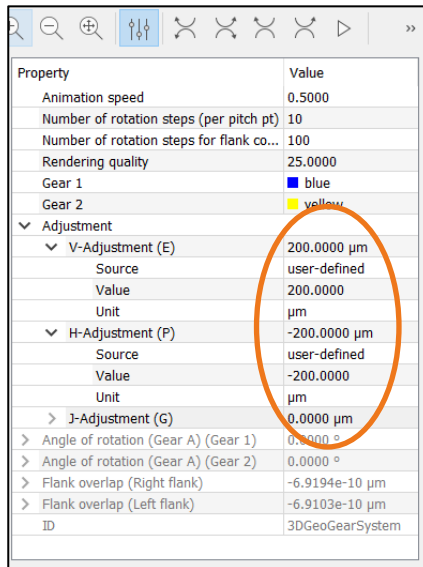 »
Property Value
Animation speed 0.5000
Number of rotation steps (per pitch pt) 10
Number of rotation steps for flank co... 100
Rendering quality 25.0000
Gear 1 blue
Gear 2 yellow
Adjustment
V-Adjustment (E) 200.0000 µm
Source user-defined
Value 200.0000
Unit µm
H-Adjustment (P) -200.0000 µm
Source user-defined
Value -200.0000
Unit µm
J-Adjustment (G) 0.0000 µm
Angle of rotation (Gear A) (Gear 1) 0.0000 °
Angle of rotation (Gear A) (Gear 2) 0.0000 °
Flank overlap (Right flank) -6.9194e-10 µm
Flank overlap (Left flank) -6.9103e-10 µm
ID 3DGeoGearSystem